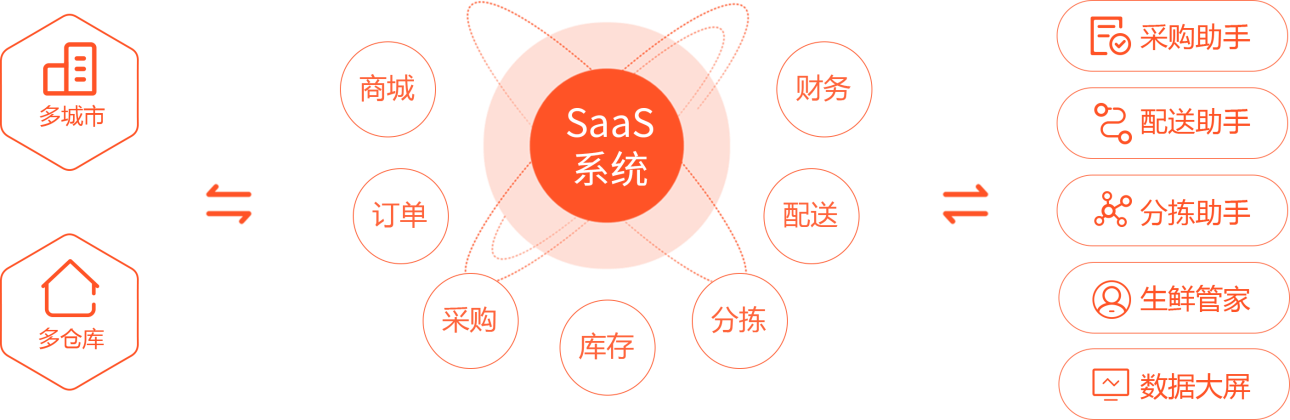 多城市
多仓库
商城
订单
采购
库存
分拣
配送
财务
SaaS
系统
采购助手
配送助手
分拣助手
生鲜管家
数据大屏